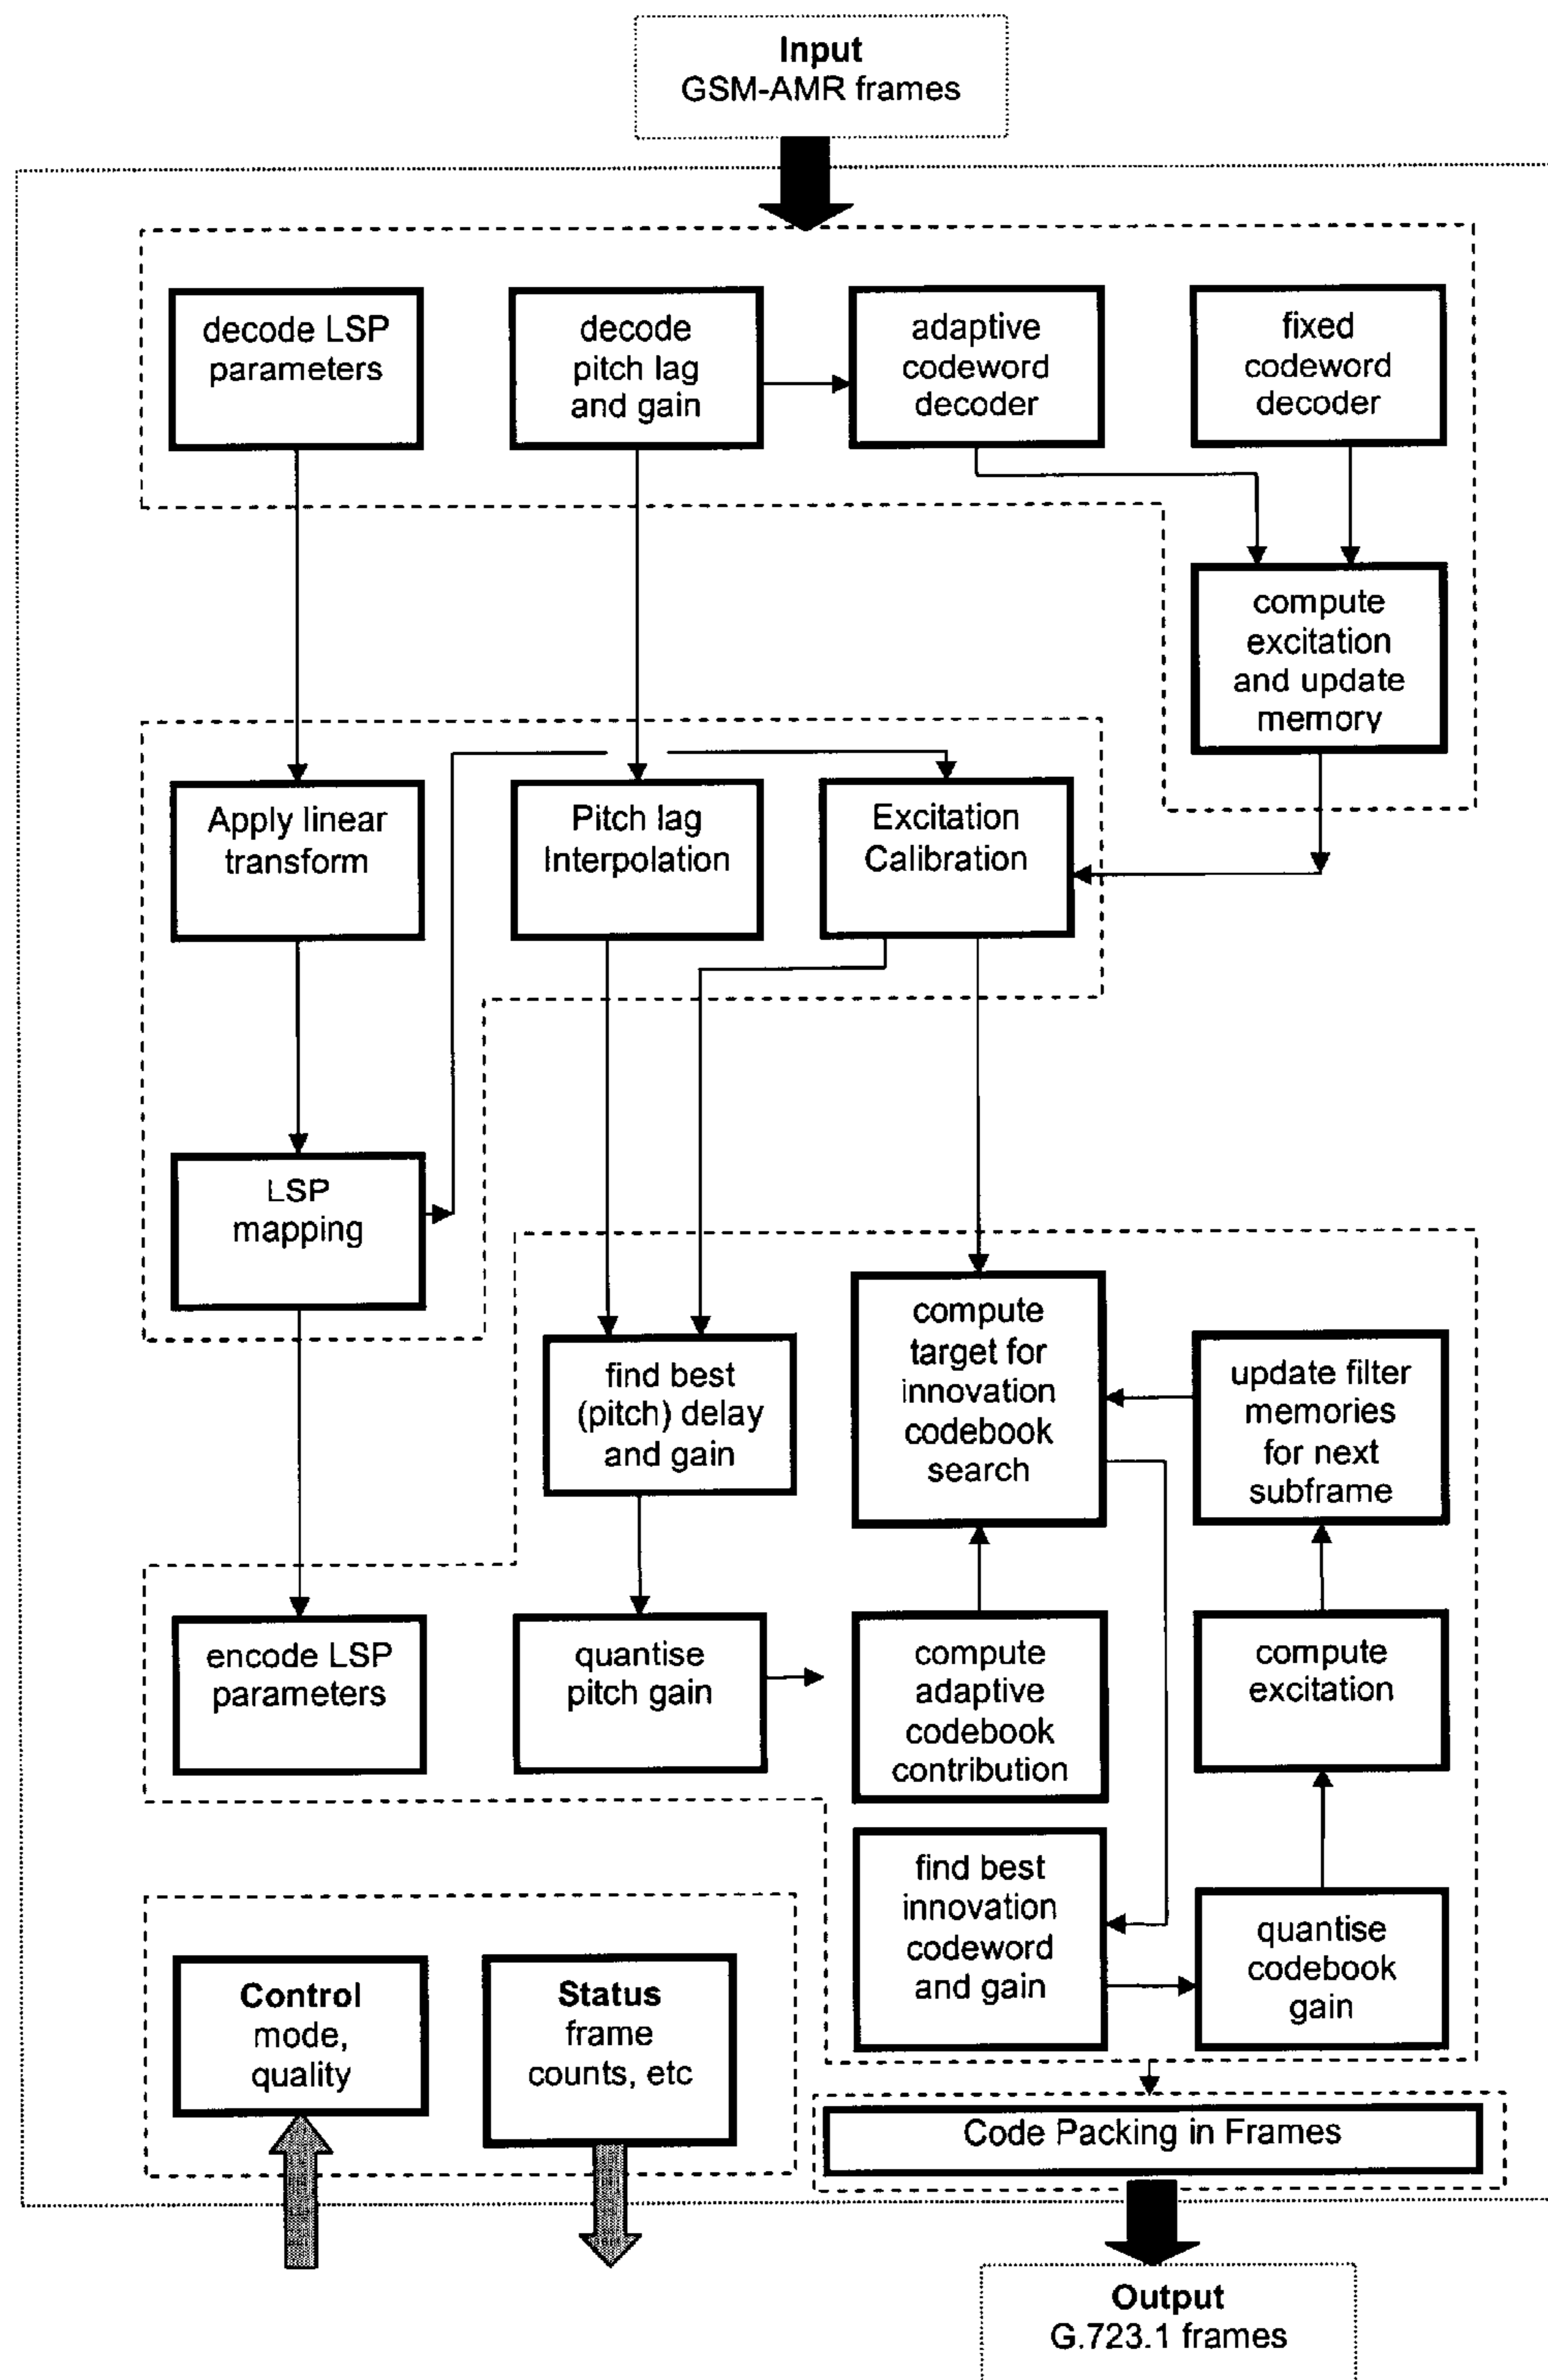 Input
GSM-AMR frames
decode LSP
parameters
decode
pitch lag
and gain
adaptive
codeword
decoder
fixed
codeword
decoder
compute
excitation
and update
memory
Apply linear
transform
Pitch lag
Interpolation
Excitation
Calibration
LSP
mapping
find best
(pitch) delay
and gain
compute
target for
innovation
codebook
search
update filter
memories
for next
subframe
encode LSP
parameters
quantise
pitch gain
compute
adaptive
codebook
contribution
compute
excitation
find best
innovation
codeword
and gain
quantise
codebook
gain
Control
mode,
quality
Status
frame
counts, etc
Code Packing in Frames
Output
G.723.1 frames